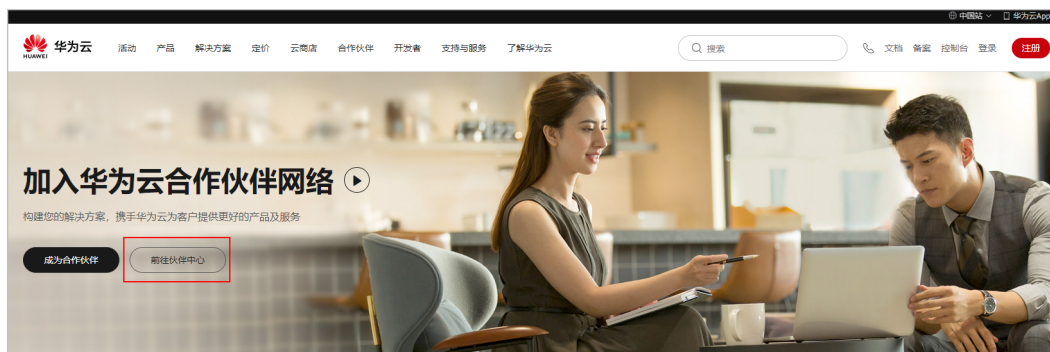 中国站 华为云App
HUAWEI 华为云 活动 产品 解决方案 定价 云商店 合作伙伴 开发者 支持与服务 了解华为云 搜索 文档 备案 控制台 登录 注册
加入华为云合作伙伴网络
构建您的解决方案，携手华为云为客户提供更好的产品及服务
成为合作伙伴 前往伙伴中心